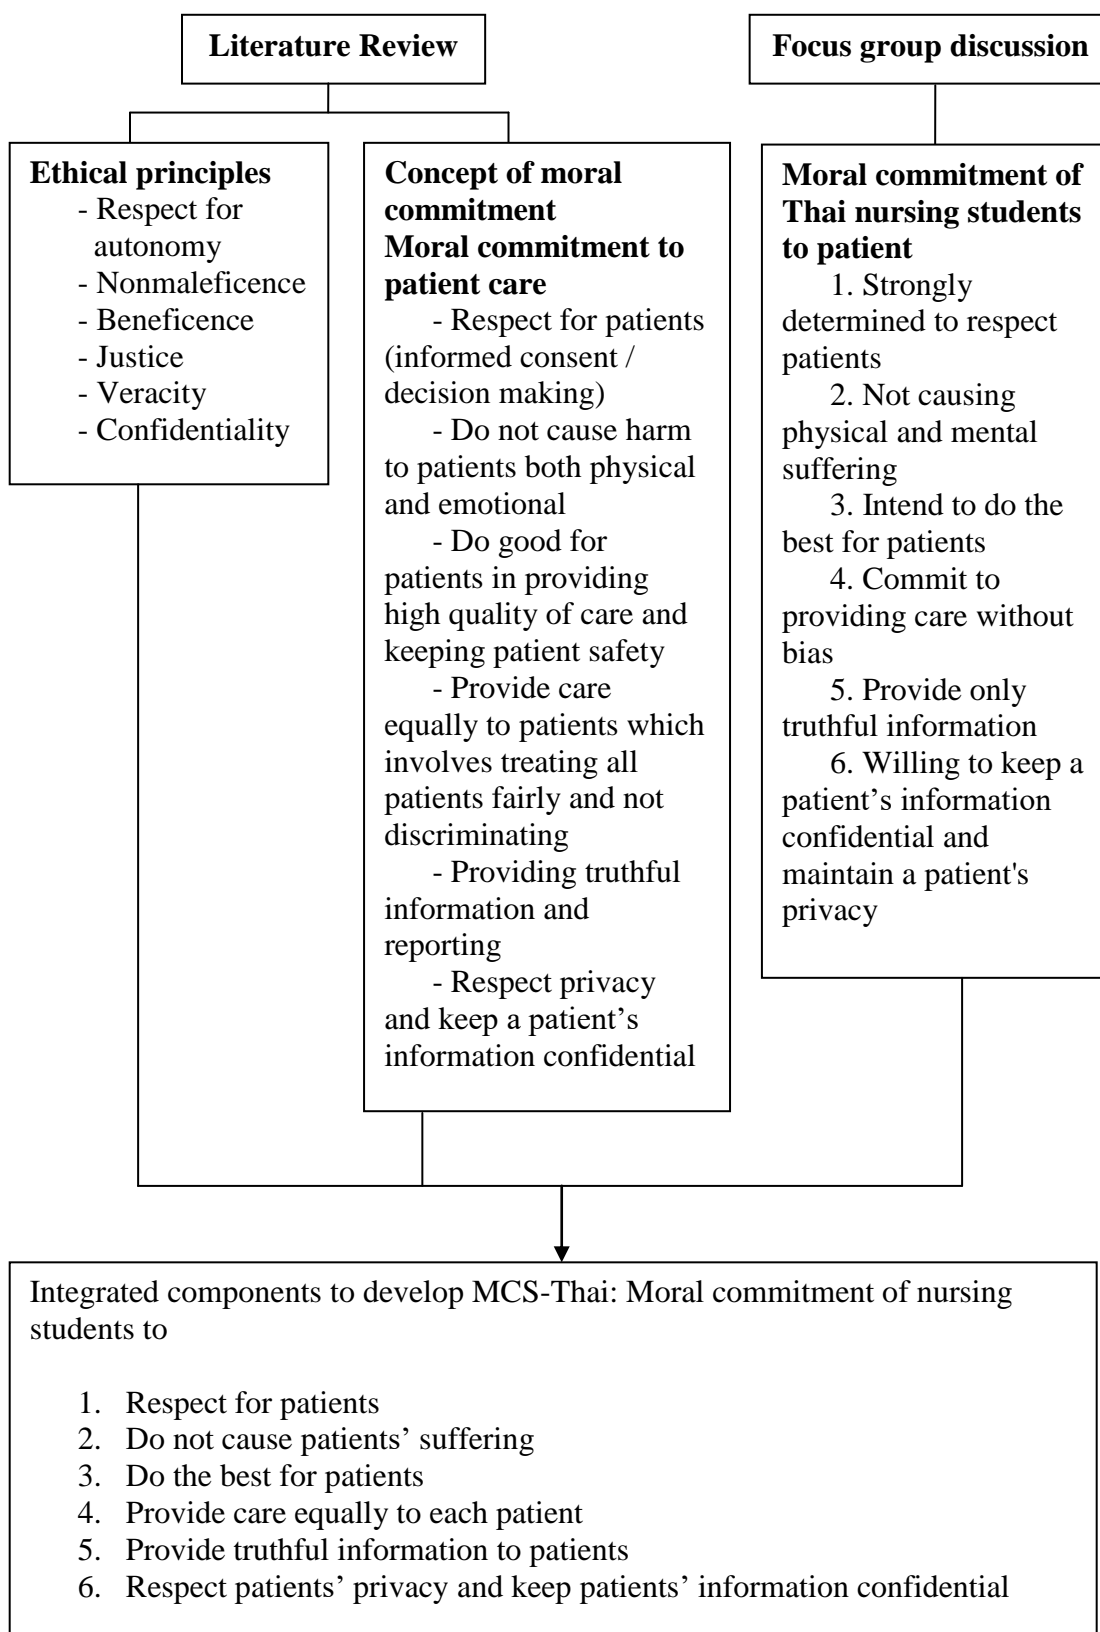 Literature Review
Focus group discussion
Ethical principles
- Respect for
autonomy
- Nonmaleficence
- Beneficence
- Justice
- Veracity
- Confidentiality
Concept of moral
commitment
Moral commitment to
patient care
- Respect for patients
(informed consent /
decision making)
- Do not cause harm
to patients both physical
and emotional
- Do good for
patients in providing
high quality of care and
keeping patient safety
- Provide care
equally to patients which
involves treating all
patients fairly and not
discriminating
- Providing truthful
information and
reporting
- Respect privacy
and keep a patient’s
information confidential
Moral commitment of
Thai nursing students
to patient
1. Strongly
determined to respect
patients
2. Not causing
physical and mental
suffering
3. Intend to do the
best for patients
4. Commit to
providing care without
bias
5. Provide only
truthful information
6. Willing to keep a
patient’s information
confidential and
maintain a patient's
privacy
Integrated components to develop MCS-Thai: Moral commitment of nursing
students to
1. Respect for patients
2. Do not cause patients’ suffering
3. Do the best for patients
4. Provide care equally to each patient
5. Provide truthful information to patients
6. Respect patients’ privacy and keep patients’ information confidential